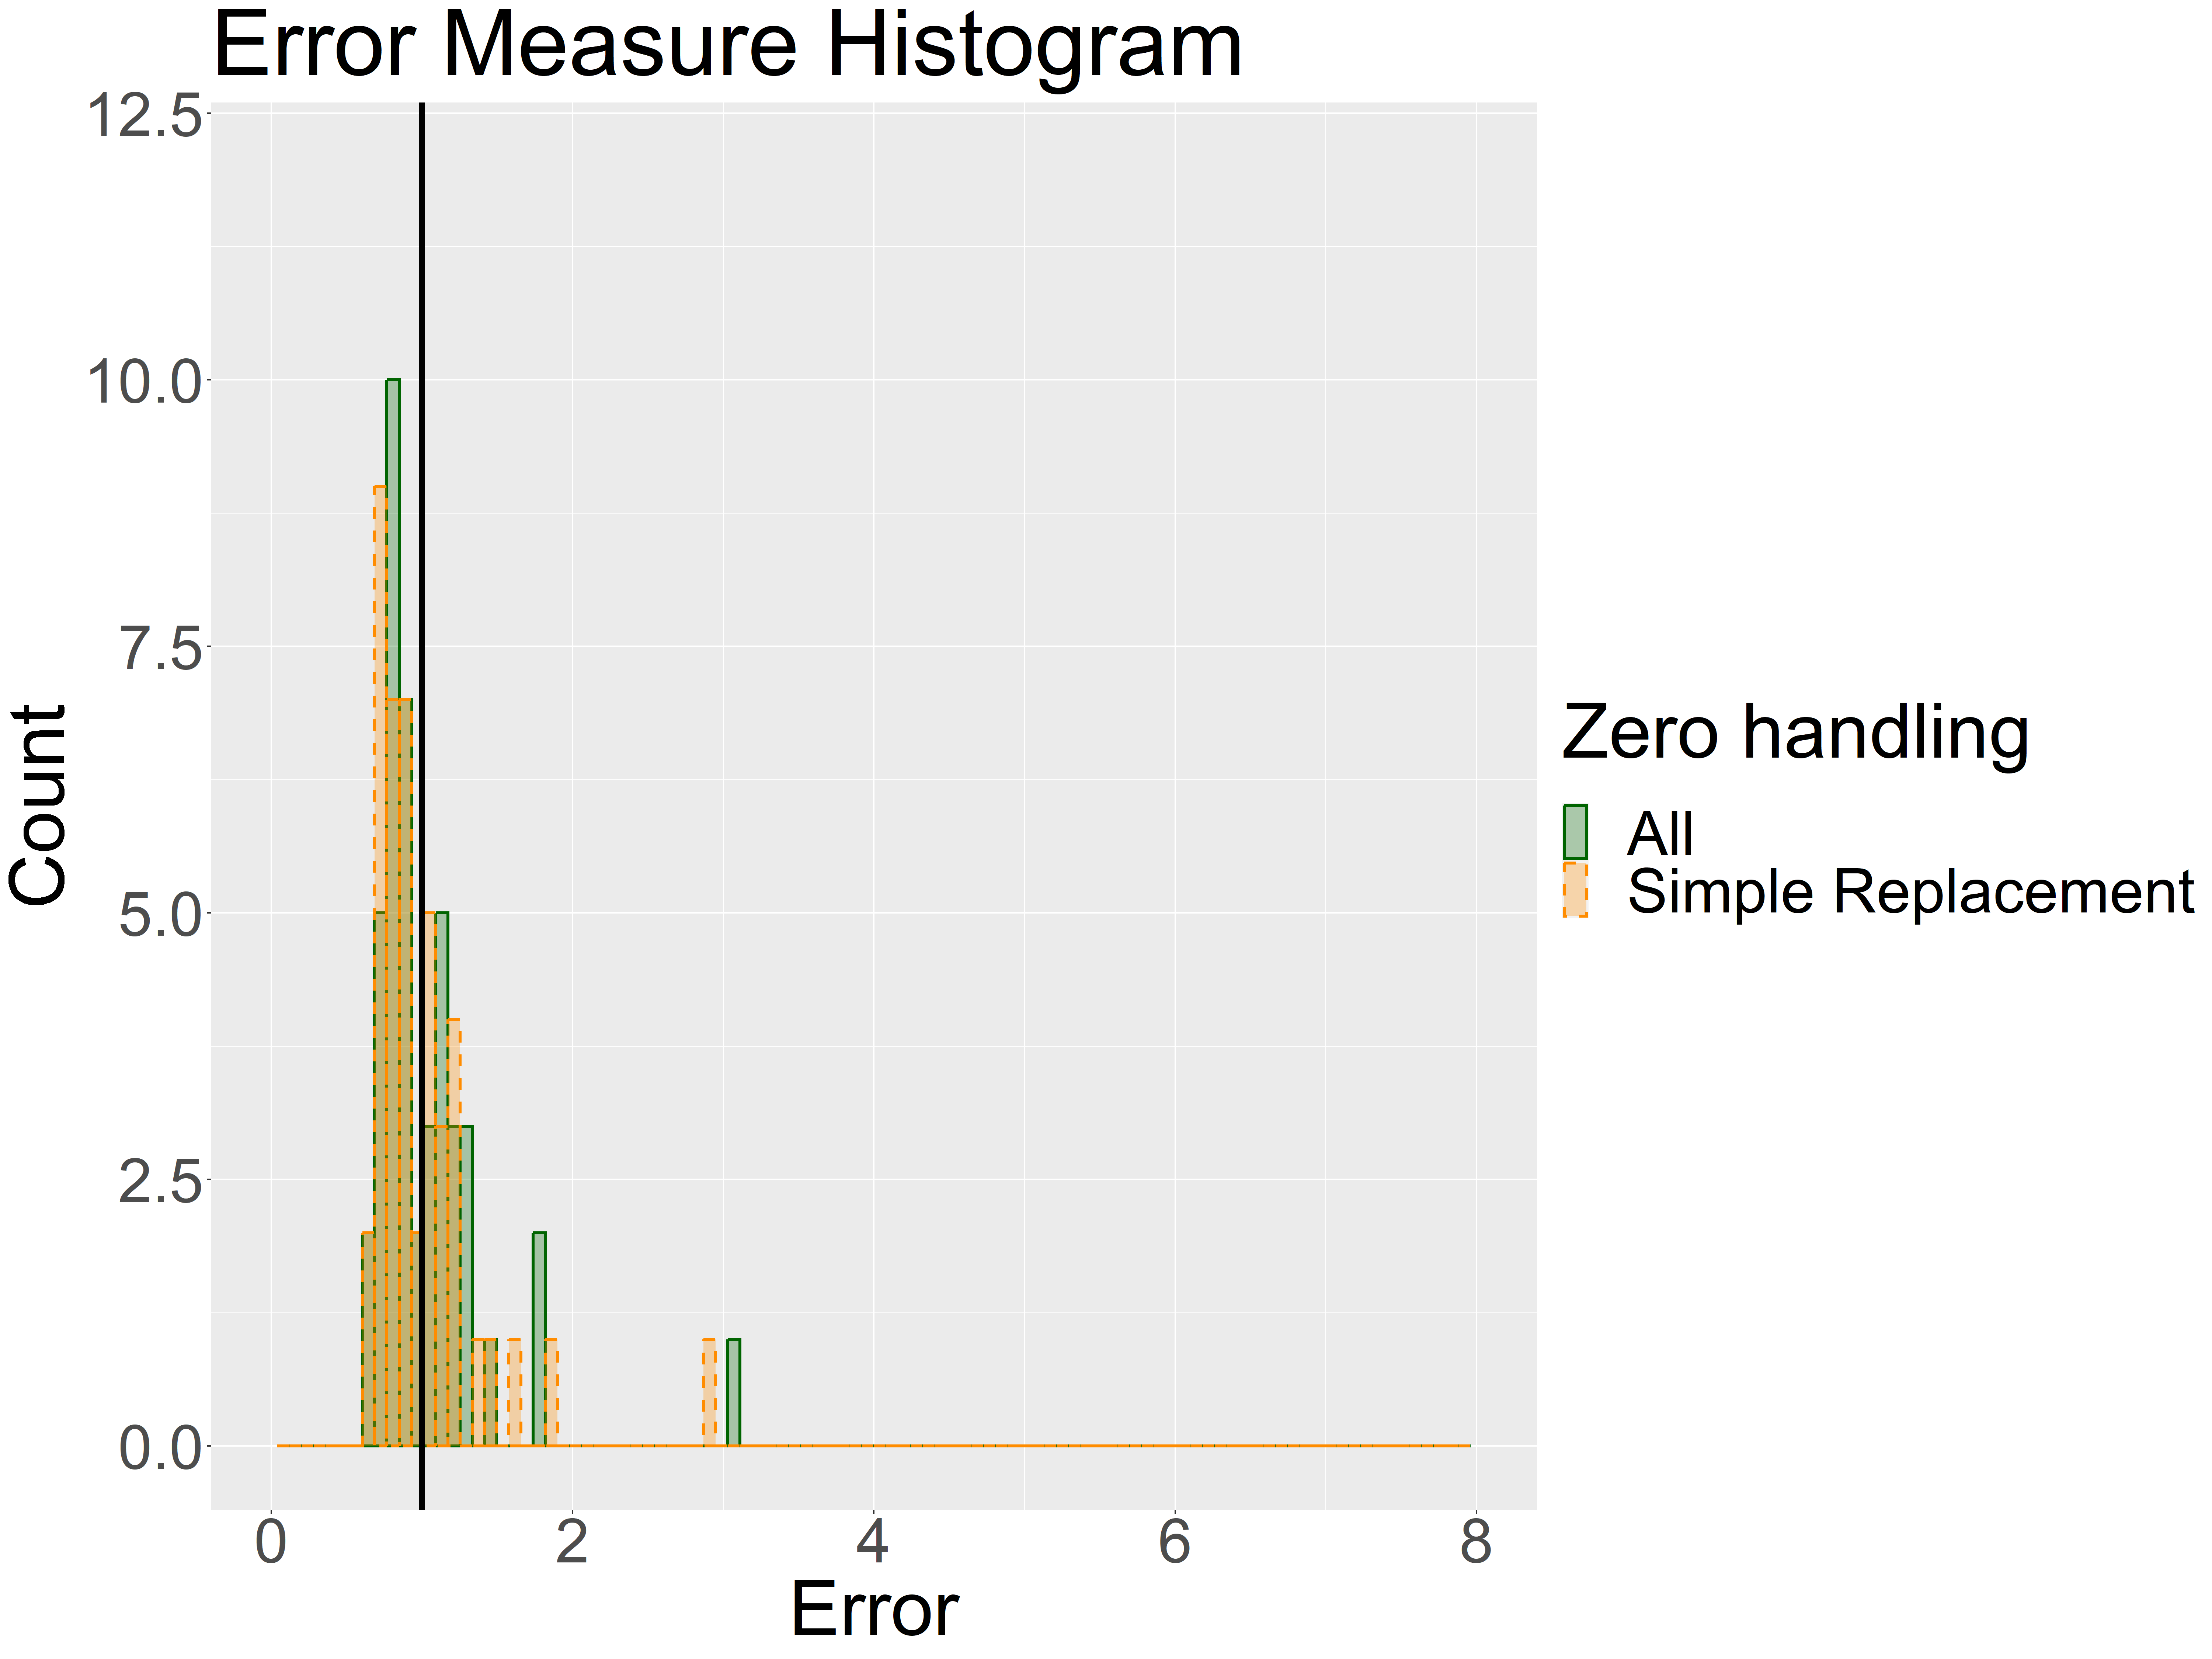 Error Measure Histogram
12.5
10.0
7.5
5.0
2.5
0.0
Count
0 2 4 6 8
Error
Zero handling
All
Simple Replacement